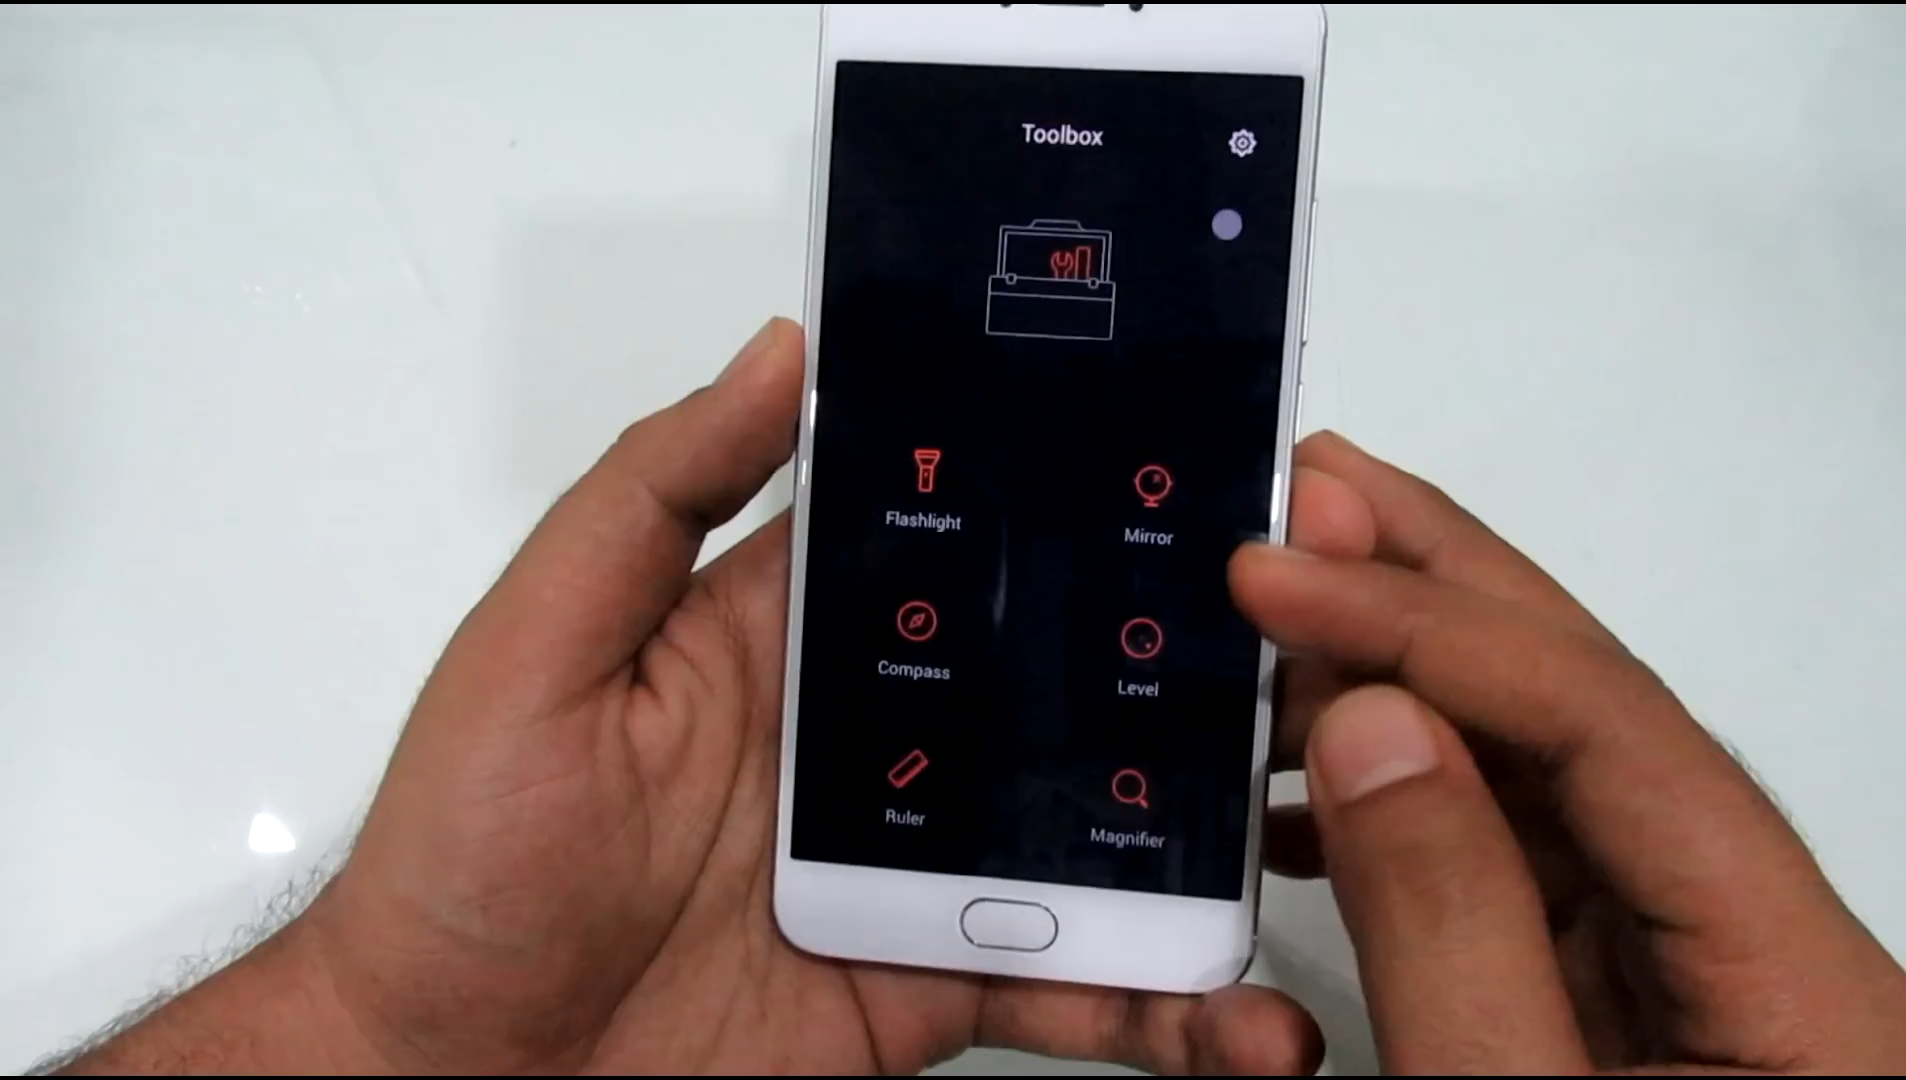 Toolbox
Flashlight
Mirror
Compass
Level
Ruler
Magnifier